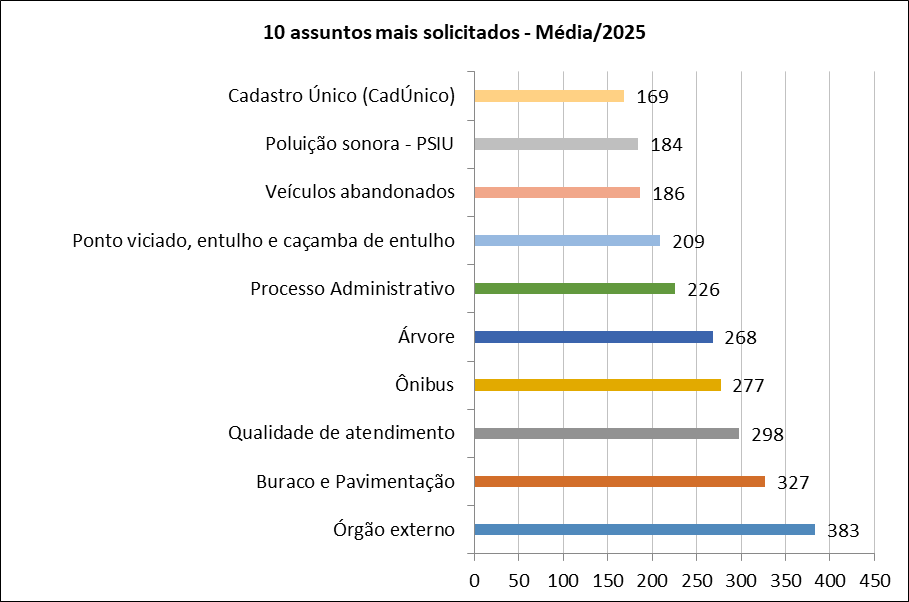 10 assuntos mais solicitados - Média/2025
Cadastro Único (CadÚnico) 169
Poluição sonora - PSIU 184
Veículos abandonados 186
Ponto viciado, entulho e caçamba de entulho 209
Processo Administrativo 226
Árvore 268
Ônibus 277
Qualidade de atendimento 298
Buraco e Pavimentação 327
Órgão externo 383
0 50 100 150 200 250 300 350 400 450